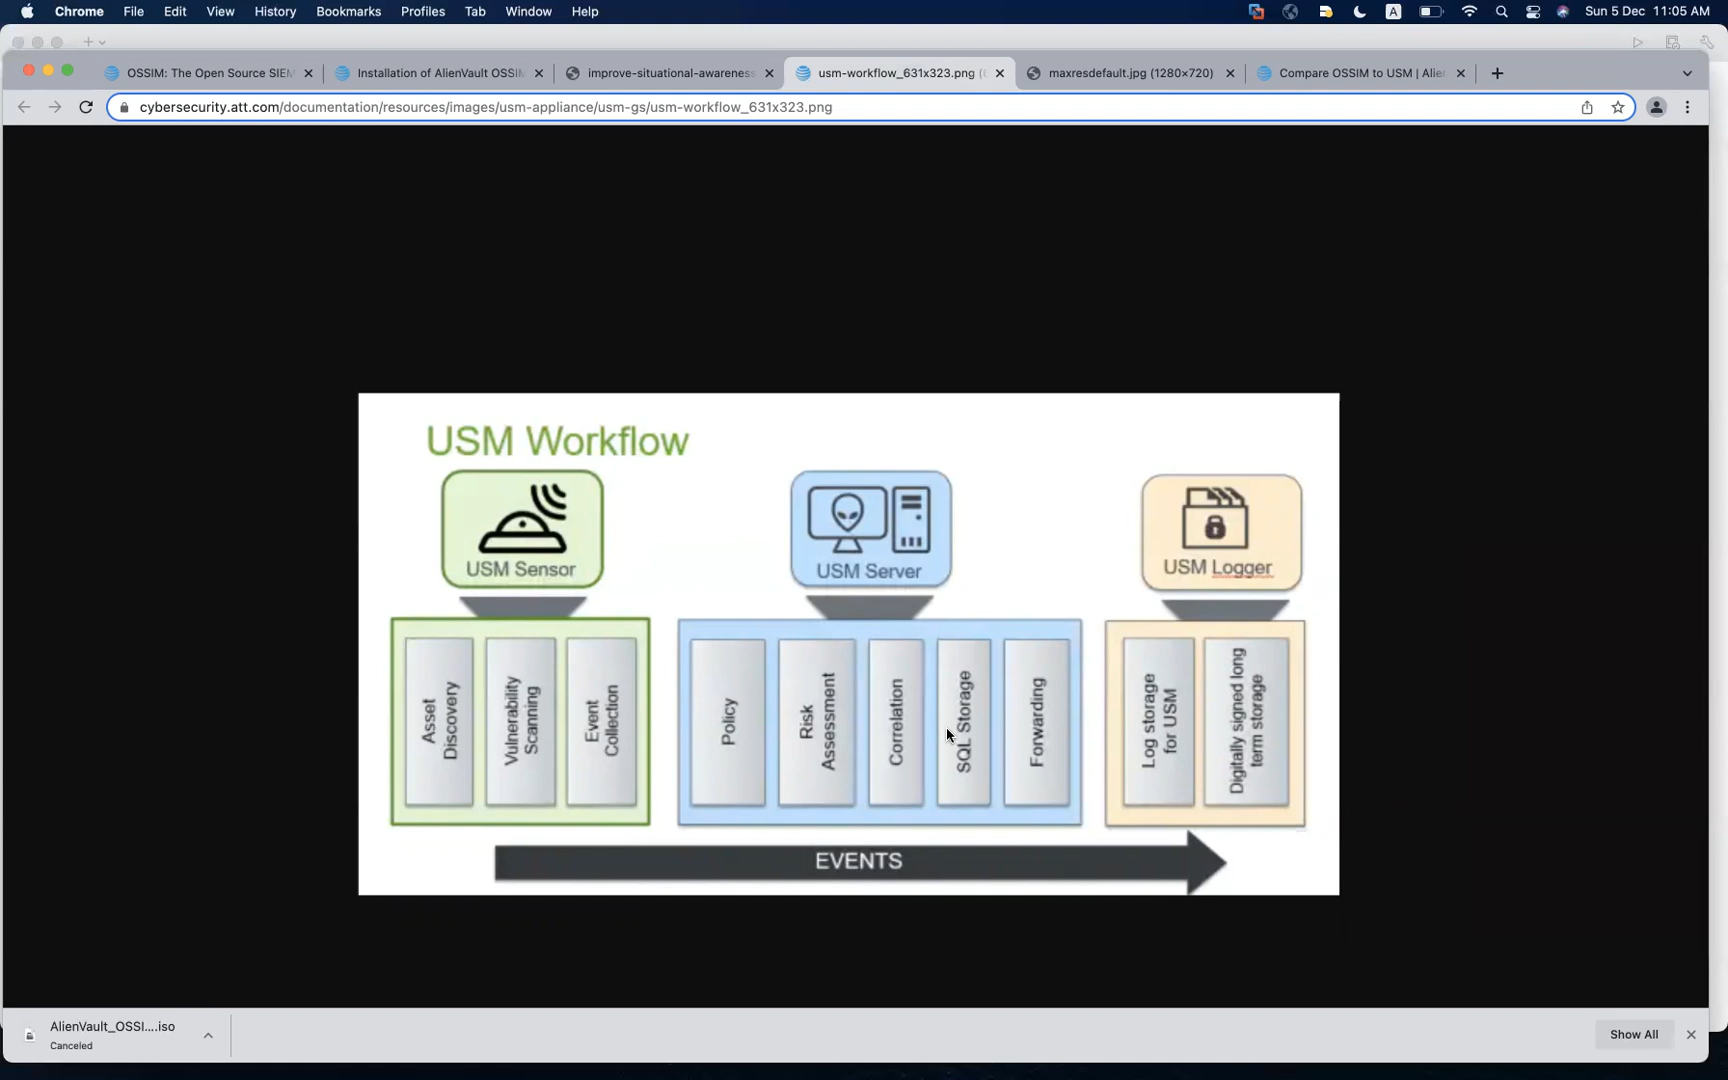 Chrome File Edit View History Bookmarks Profiles Tab Window Help A Sun 5 Dec 11:05 AM
OSSIM: The Open Source SIEM
Installation of AlienVault OSSIM
improve-situational-awareness
usm-workflow_631x323.png (
maxresdefault.jpg (1280×720)
Compare OSSIM to USM | Alie
cybersecurity.att.com/documentation/resources/images/usm-appliance/usm-gs/usm-workflow_631x323.png
USM Workflow
USM Sensor
USM Server
USM Logger
Asset
Discovery
Vulnerability
Scanning
Event
Collection
Policy
Risk
Assessment
Correlation
SQL Storage
Forwarding
Log storage
for USM
Digitally signed long
term storage
EVENTS
AlienVault_OSSI....iso
Canceled
Show All